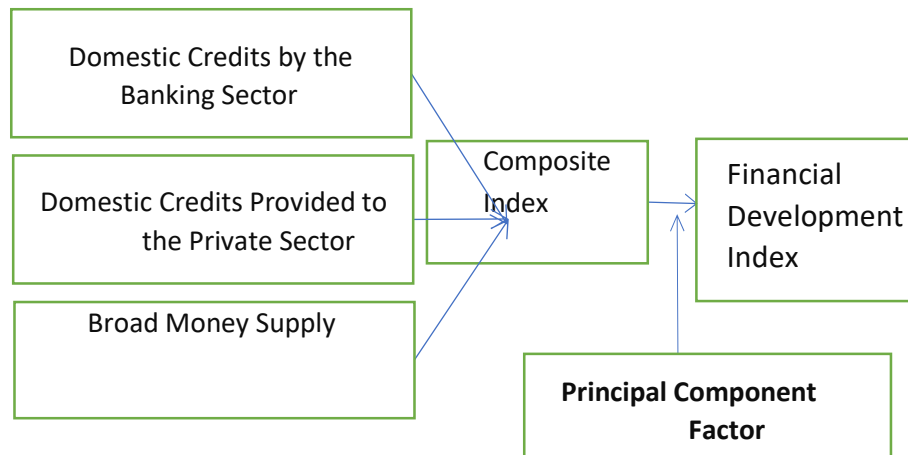 Domestic Credits by the
Banking Sector
Domestic Credits Provided to
the Private Sector
Broad Money Supply
Composite
Index
Financial
Development
Index
Principal Component
Factor